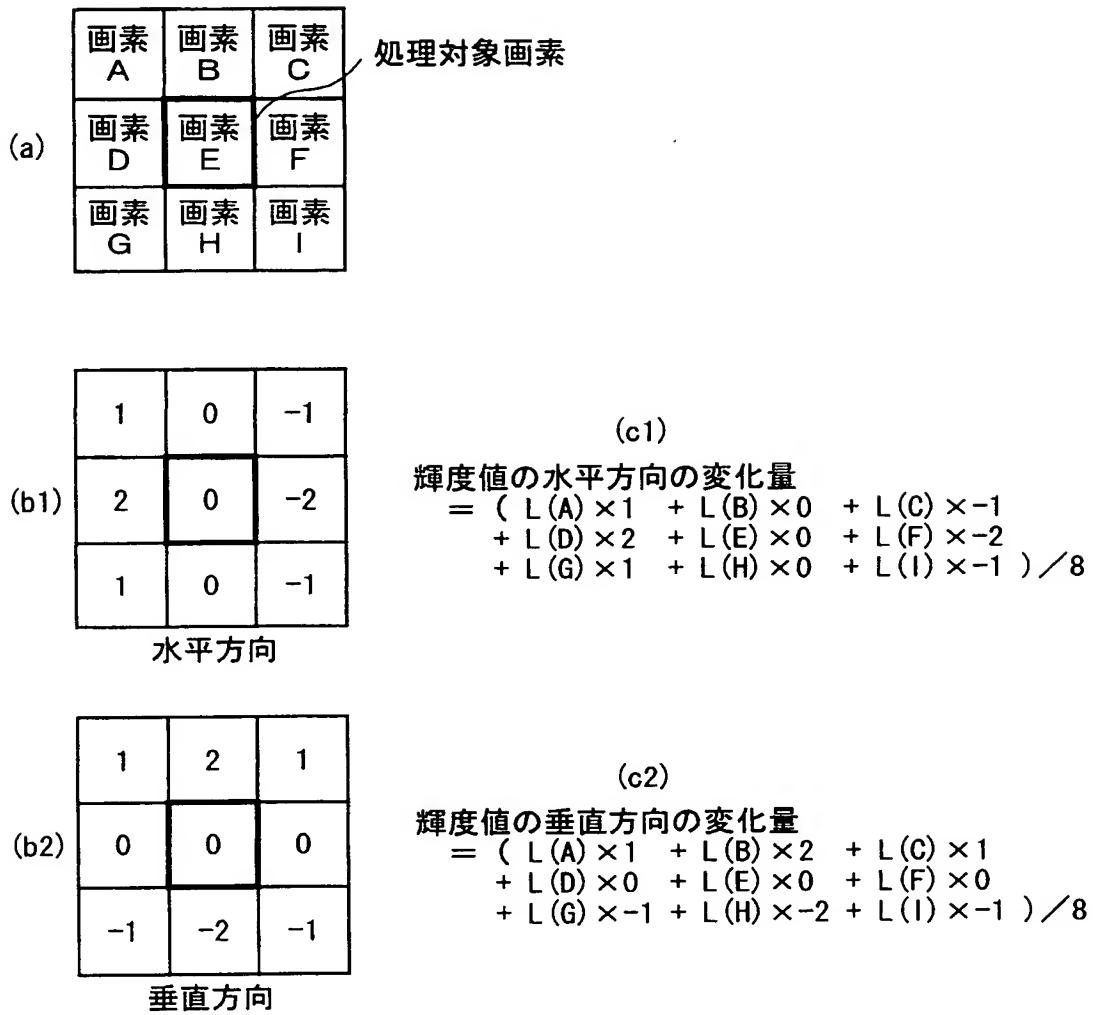 (a)
画素 画素 画素
A B C
処理対象画素
画素 画素 画素
D E F
画素 画素 画素
G H I
(b1)
1 0 -1
2 0 -2
1 0 -1
水平方向
(c1)
輝度値の水平方向の変化量
= ( L(A)×1 + L(B)×0 + L(C)×-1
+ L(D)×2 + L(E)×0 + L(F)×-2
+ L(G)×1 + L(H)×0 + L(I)×-1 )/8
(b2)
1 2 1
0 0 0
-1 -2 -1
垂直方向
(c2)
輝度値の垂直方向の変化量
= ( L(A)×1 + L(B)×2 + L(C)×1
+ L(D)×0 + L(E)×0 + L(F)×0
+ L(G)×-1 + L(H)×-2 + L(I)×-1 )/8